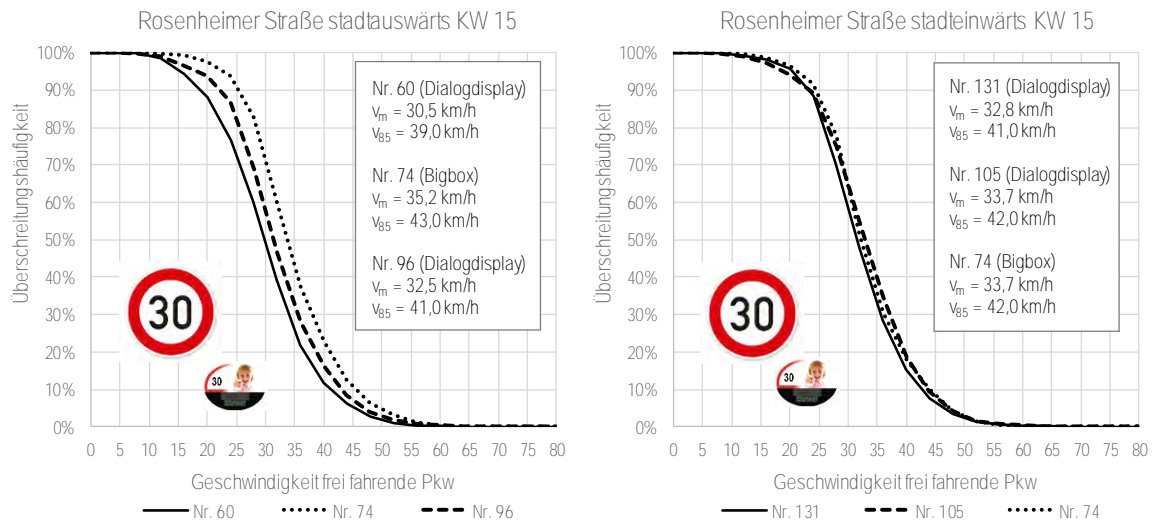 Rosenheimer Straße stadtauswärts KW 15
Überschreitungshäufigkeit
100%
90%
80%
70%
60%
50%
40%
30%
20%
10%
0%
Nr. 60 (Dialogdisplay)
vm = 30,5 km/h
v85 = 39,0 km/h
Nr. 74 (Bigbox)
vm = 35,2 km/h
v85 = 43,0 km/h
Nr. 96 (Dialogdisplay)
vm = 32,5 km/h
v85 = 41,0 km/h
30
30
0 5 10 15 20 25 30 35 40 45 50 55 60 65 70 75 80
Geschwindigkeit frei fahrende Pkw
Nr. 60 Nr. 74 Nr. 96
Rosenheimer Straße stadteinwärts KW 15
Überschreitungshäufigkeit
100%
90%
80%
70%
60%
50%
40%
30%
20%
10%
0%
Nr. 131 (Dialogdisplay)
vm = 32,8 km/h
v85 = 41,0 km/h
Nr. 105 (Dialogdisplay)
vm = 33,7 km/h
v85 = 42,0 km/h
Nr. 74 (Bigbox)
vm = 33,7 km/h
v85 = 42,0 km/h
30
30
0 5 10 15 20 25 30 35 40 45 50 55 60 65 70 75 80
Geschwindigkeit frei fahrende Pkw
Nr. 131 Nr. 105 Nr. 74